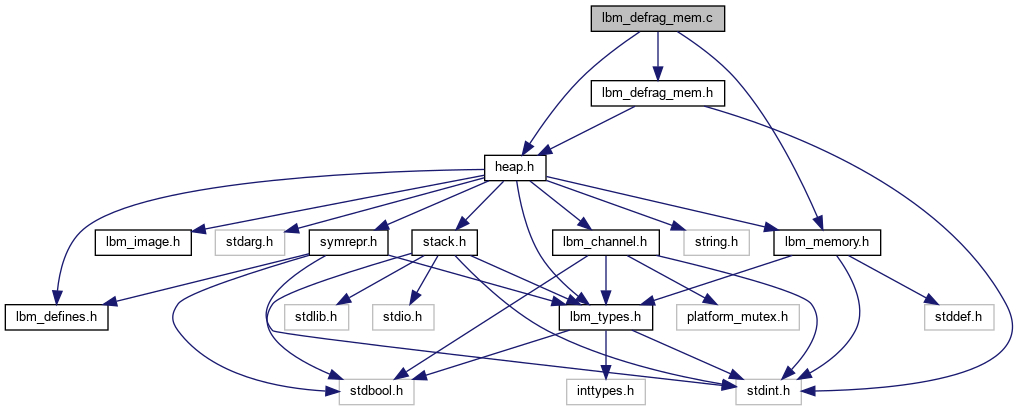 lbm_defrag_mem.c
lbm_defrag_mem.h
heap.h
lbm_image.h
stdarg.h
symrepr.h
stack.h
lbm_channel.h
string.h
lbm_memory.h
lbm_defines.h
stdlib.h
stdio.h
lbm_types.h
platform_mutex.h
stddef.h
stdbool.h
inttypes.h
stdint.h